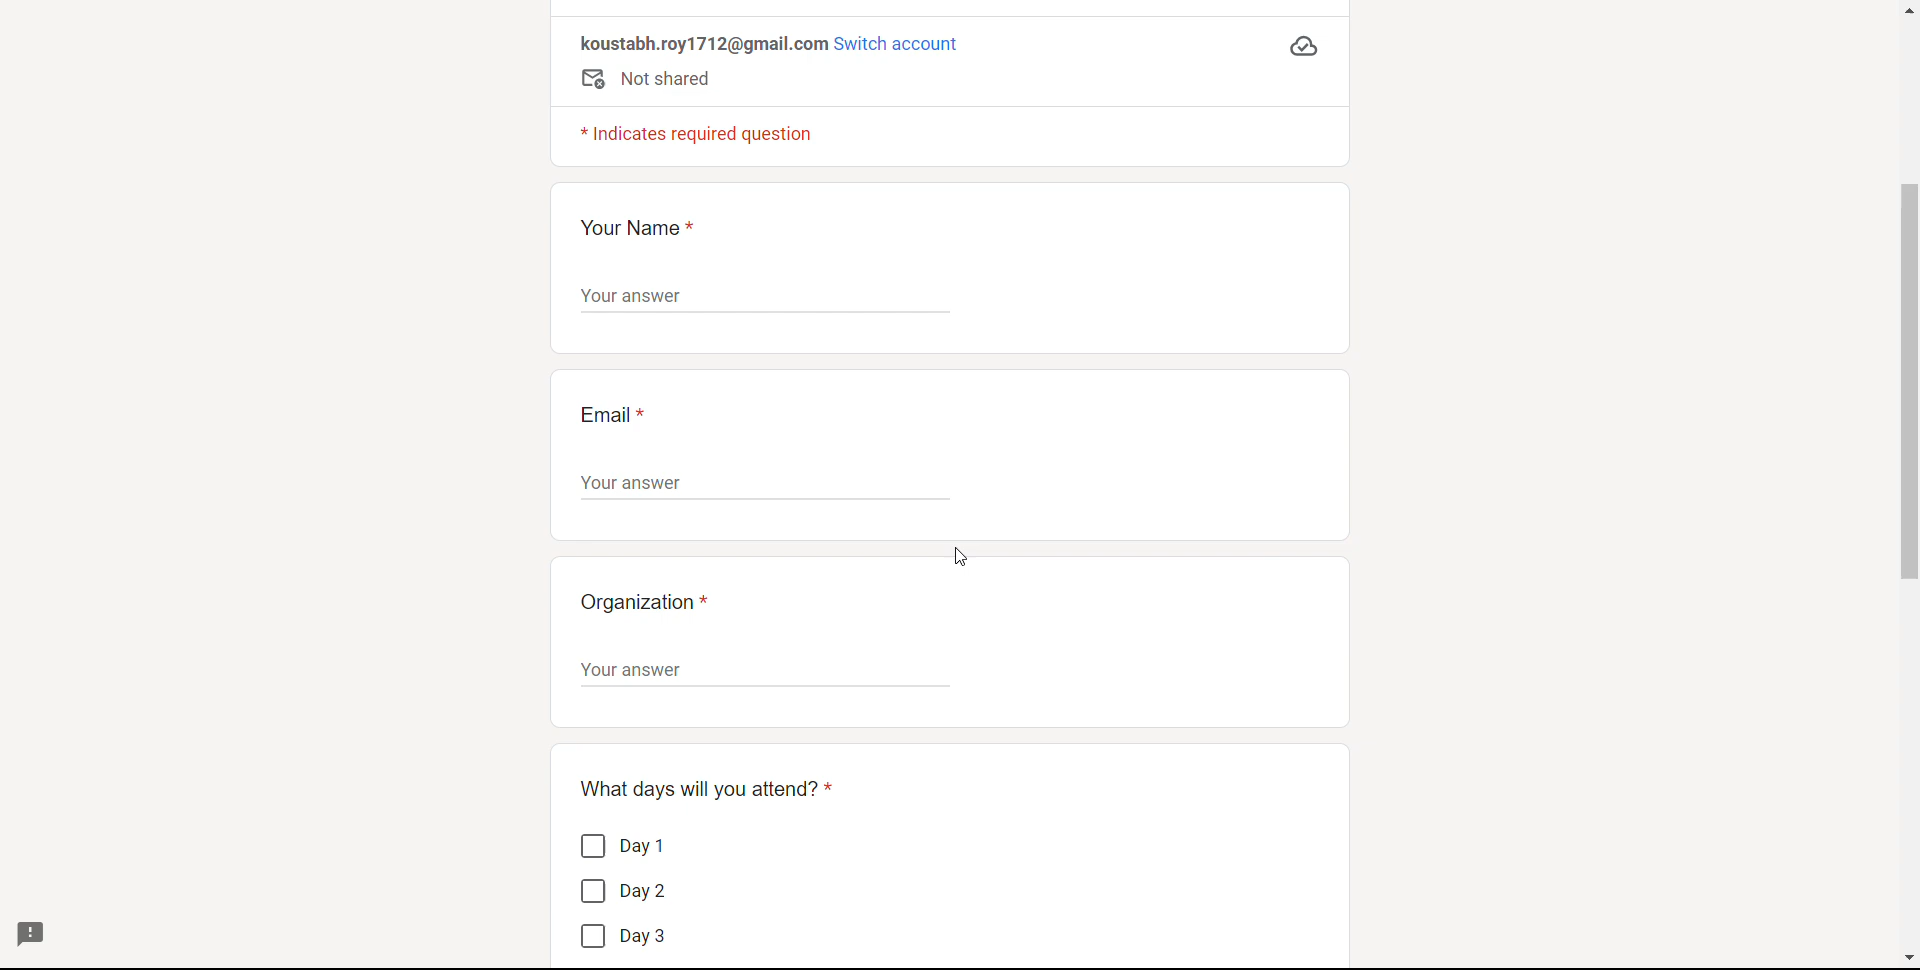 koustabh.roy1712@gmail.com Switch account
Not shared
* Indicates required question
Your Name *
Your answer
Email *
Your answer
Organization *
Your answer
What days will you attend? *
Day 1
Day 2
Day 3